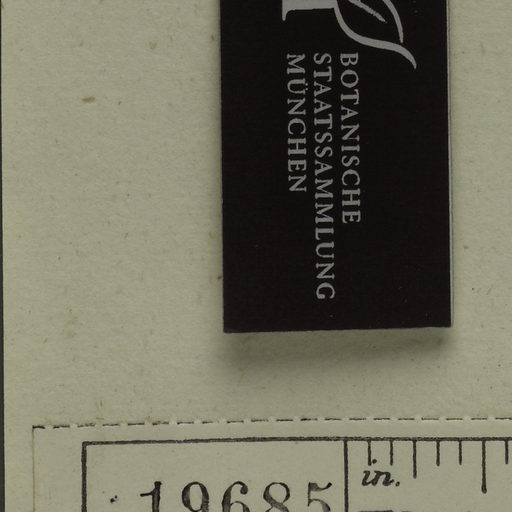 BOTANISCHE
STAATSSAMMLUNG
MÜNCHEN
in.
19685